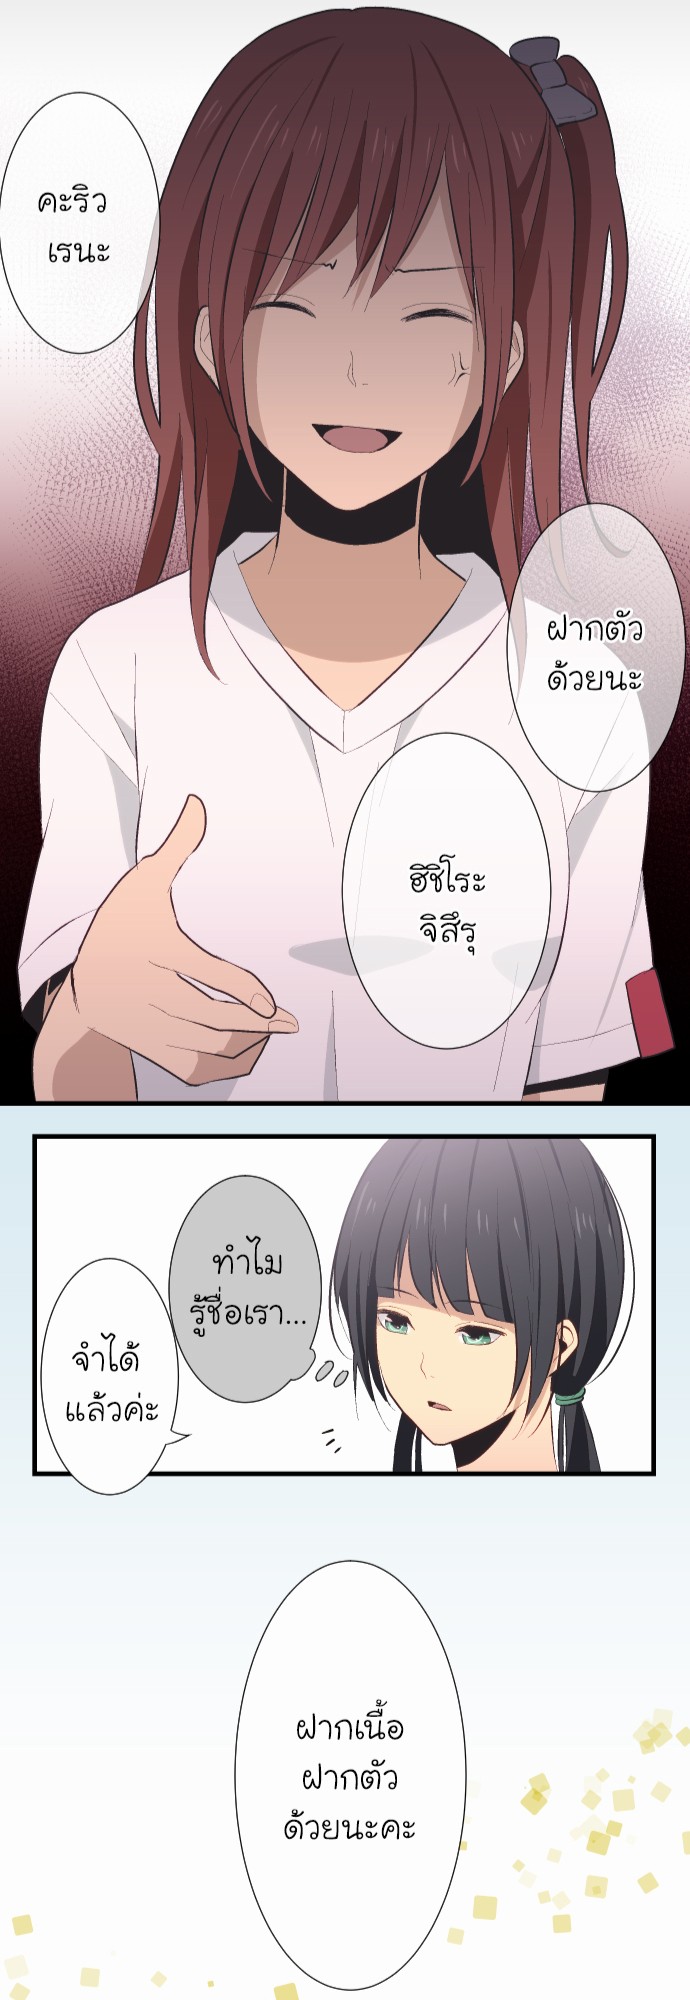 คะริว
เรนะ
ฝากตัว
ด้วยนะ
ฮิชิโระ
จิสึรุ
ทำไม
รู้ชื่อเรา...
จำได้
แล้วค่ะ
ฝากเนื้อ
ฝากตัว
ด้วยนะคะ